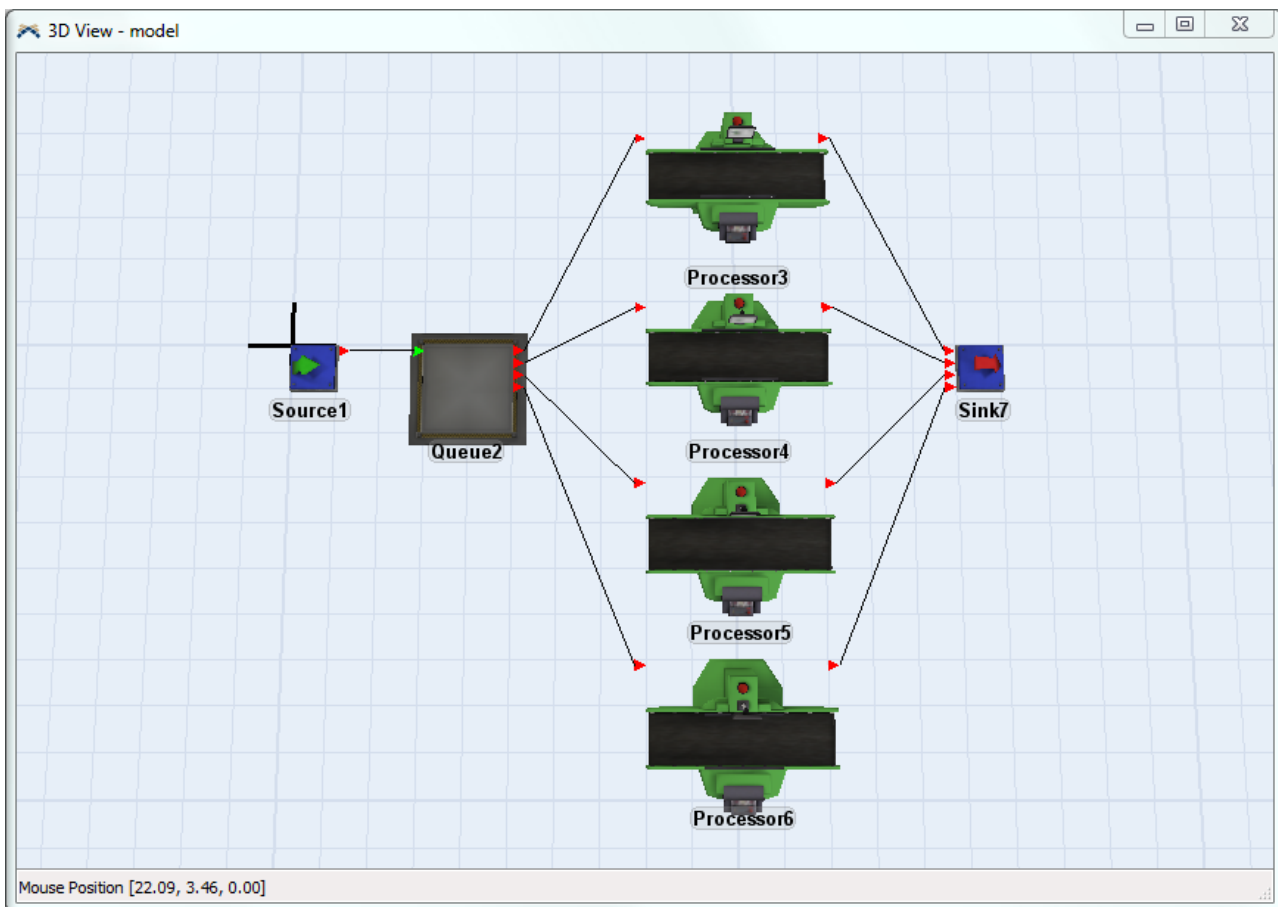 3D View - model
Processor3
Source1
Queue2
Processor4
Sink7
Processor5
Processor6
Mouse Position [22.09, 3.46, 0.00]